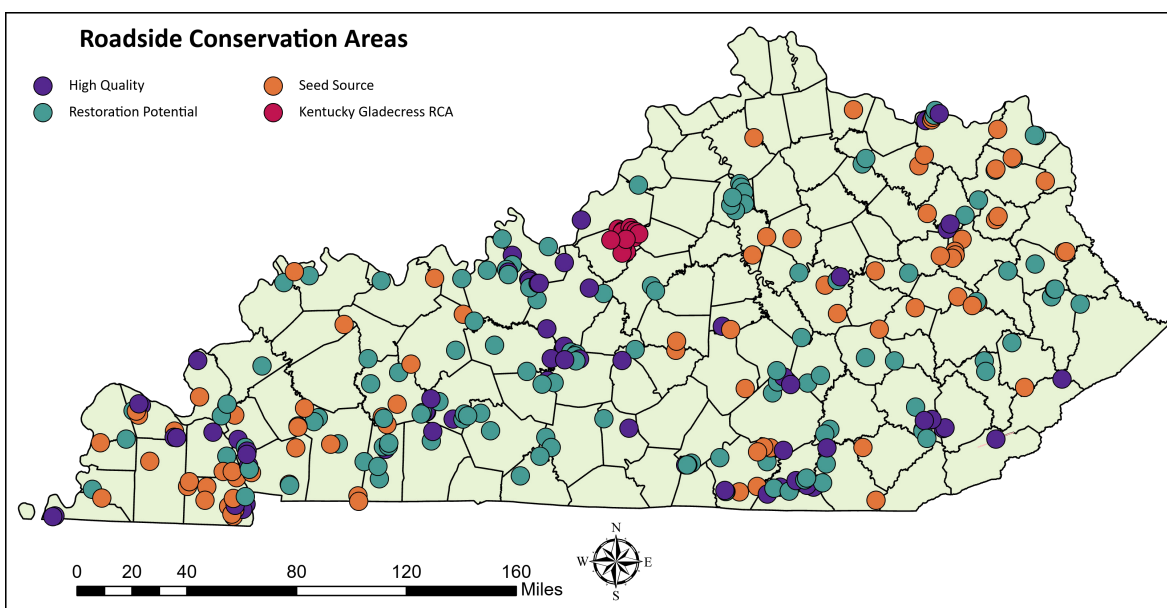 Roadside Conservation Areas
High Quality
Seed Source
Restoration Potential
Kentucky Gladecress RCA
N
W E
S
0 20 40 80 120 160
Miles